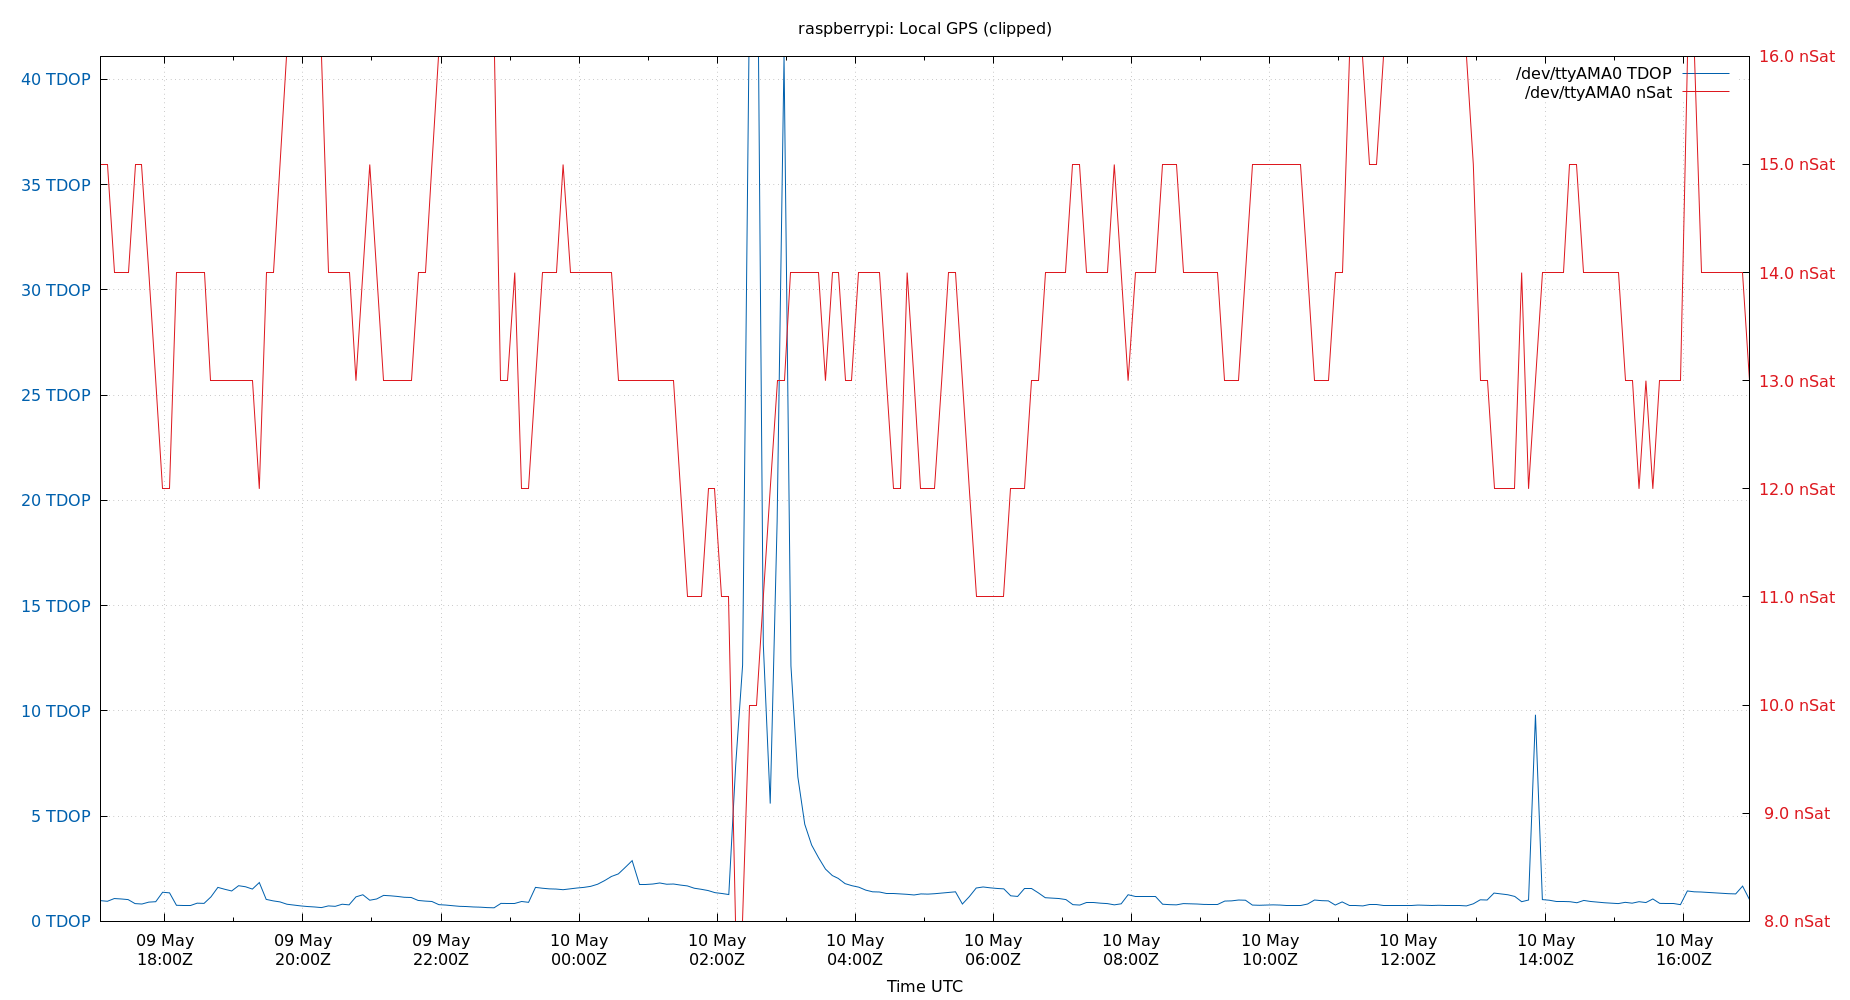 raspberrypi: Local GPS (clipped)
40 TDOP
35 TDOP
30 TDOP
25 TDOP
20 TDOP
15 TDOP
10 TDOP
5 TDOP
0 TDOP
/dev/ttyAMA0 TDOP
/dev/ttyAMA0 nSat
16.0 nSat
15.0 nSat
14.0 nSat
13.0 nSat
12.0 nSat
11.0 nSat
10.0 nSat
9.0 nSat
8.0 nSat
09 May
18:00Z
09 May
20:00Z
09 May
22:00Z
10 May
00:00Z
10 May
02:00Z
10 May
04:00Z
10 May
06:00Z
10 May
08:00Z
10 May
10:00Z
10 May
12:00Z
10 May
14:00Z
10 May
16:00Z
Time UTC